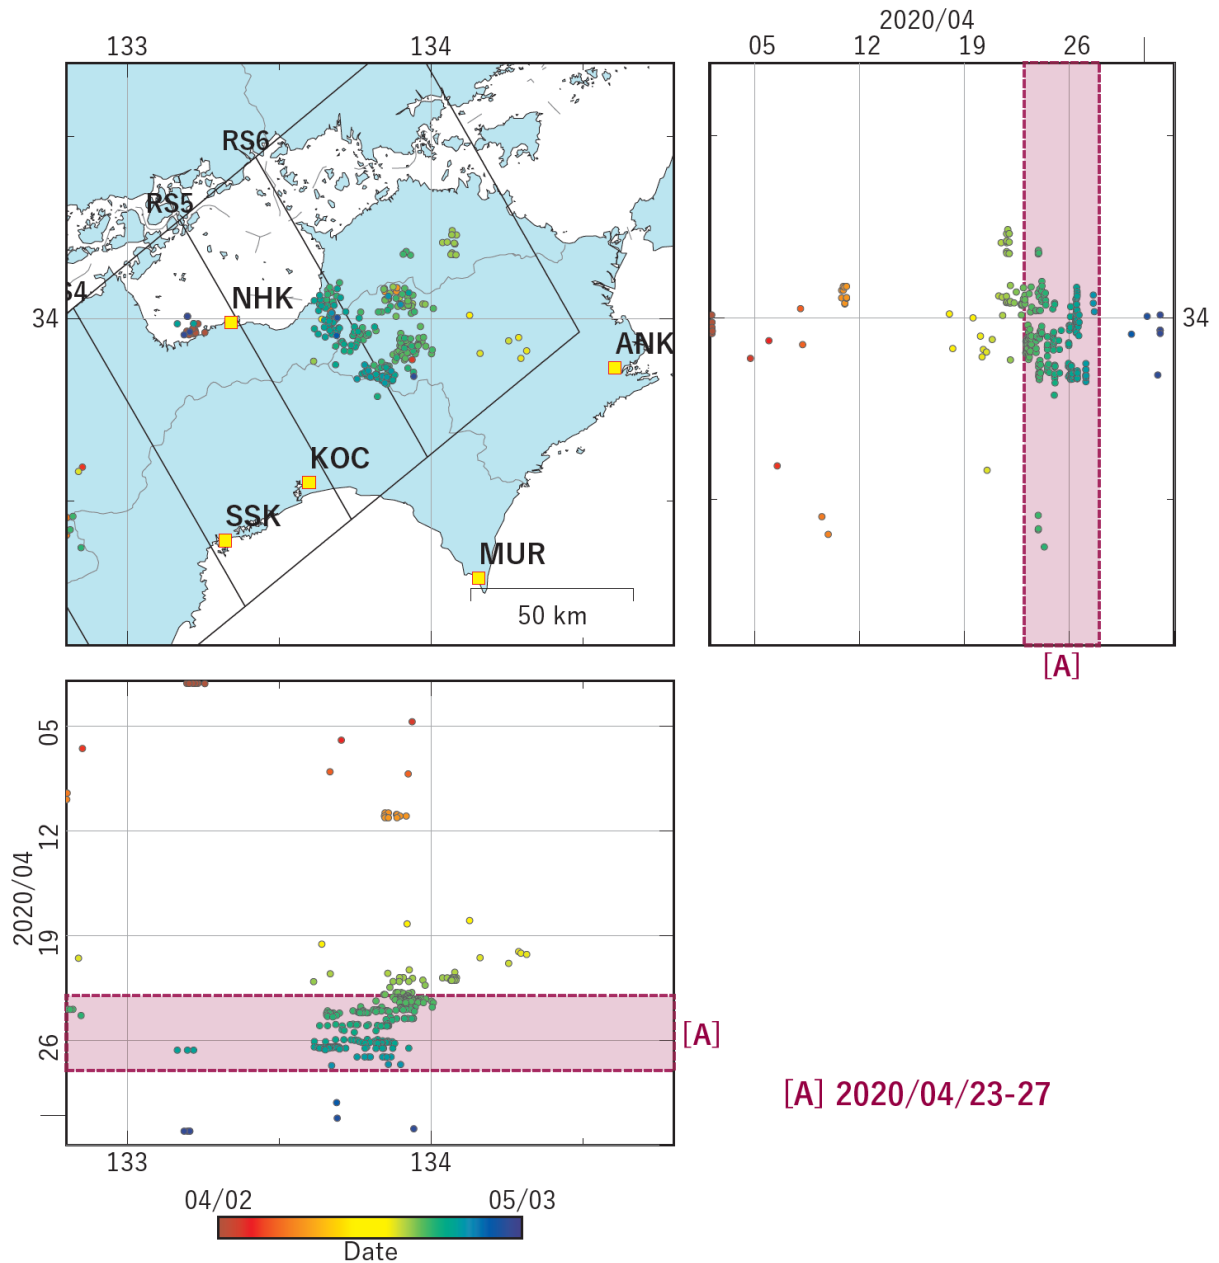 2020/04
133 134
05 12 19 26
RS6
RS5
S4
NHK
34
ANK
34
KOC
SSK
MUR
50 km
[A]
05
12
19
26
2020/04
[A]
[A] 2020/04/23-27
133 134
04/02 05/03
Date